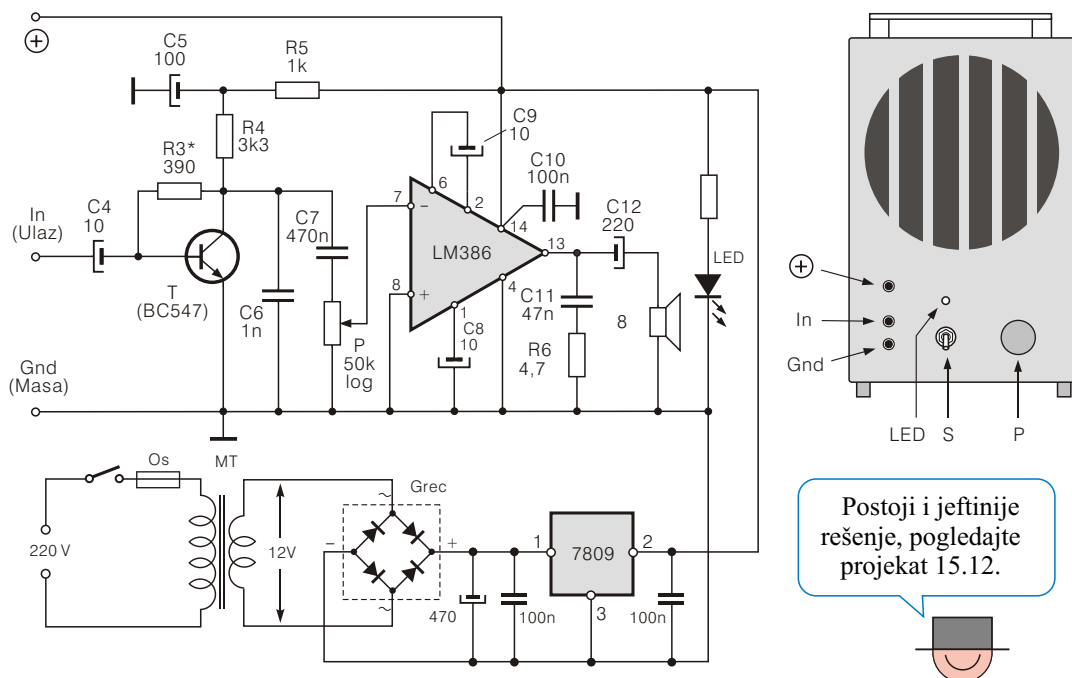 +
C5
100
R5
1k
R4
3k3
R3*
390
In
(Ulaz)
C4
10
T
(BC547)
C6
1n
C7
470n
P
50k
log
C9
10
6
2
7
-
LM386
8
+
1
C8
10
14
4
13
C10
100n
C12
220
C11
47n
R6
4,7
8
LED
Gnd
(Masa)
MT
Os
220 V
12V
~
Grec
-
+
~
470
100n
1
7809
2
3
100n
+
In
Gnd
LED
S
P
Postoji i jeftinije
rešenje, pogledajte
projekat 15.12.